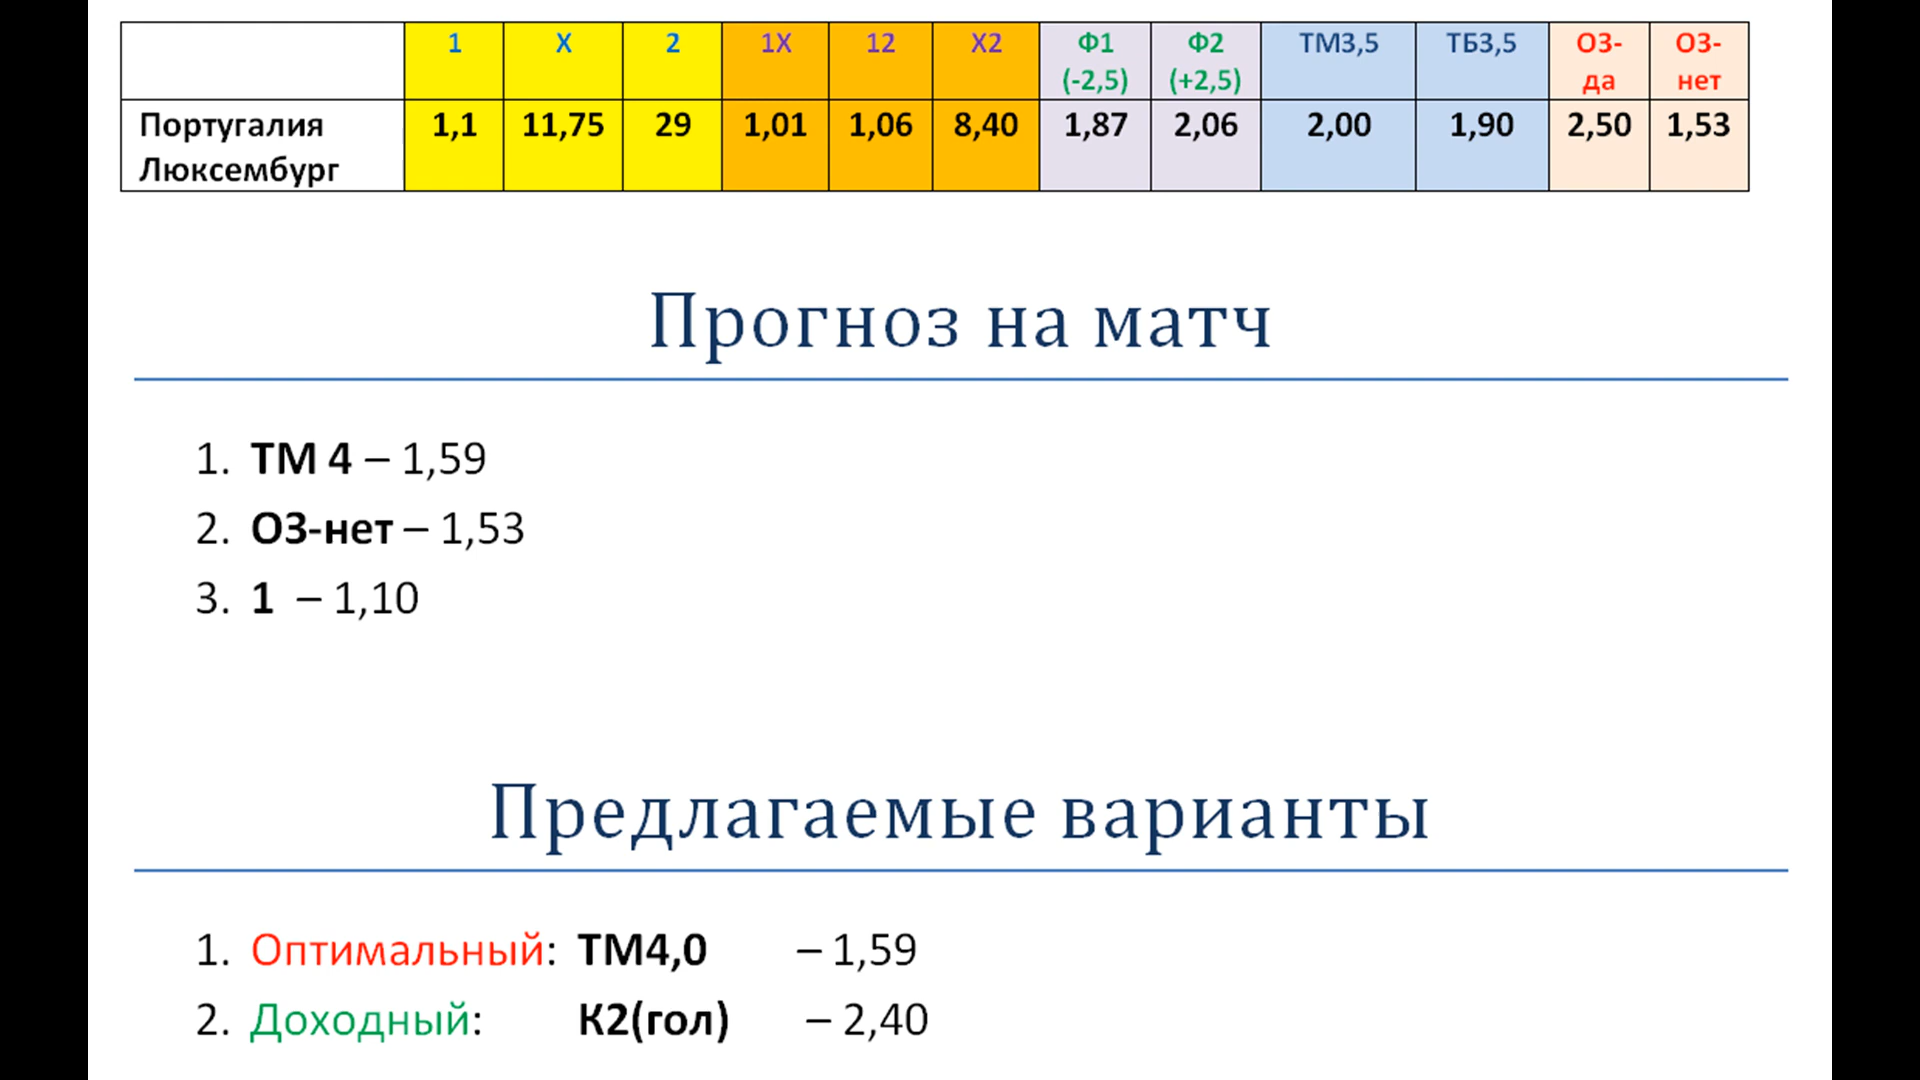 1 X 2 1X 12 X2 Ф1 Ф2 ТМ3,5 ТБ3,5 ОЗ- ОЗ-
(-2,5) (+2,5) да нет
Португалия 1,1 11,75 29 1,01 1,06 8,40 1,87 2,06 2,00 1,90 2,50 1,53
Люксембург
Прогноз на матч
1. ТМ 4 – 1,59
2. ОЗ-нет – 1,53
3. 1 – 1,10
Предлагаемые варианты
1. Оптимальный: ТМ4,0 – 1,59
2. Доходный: К2(гол) – 2,40